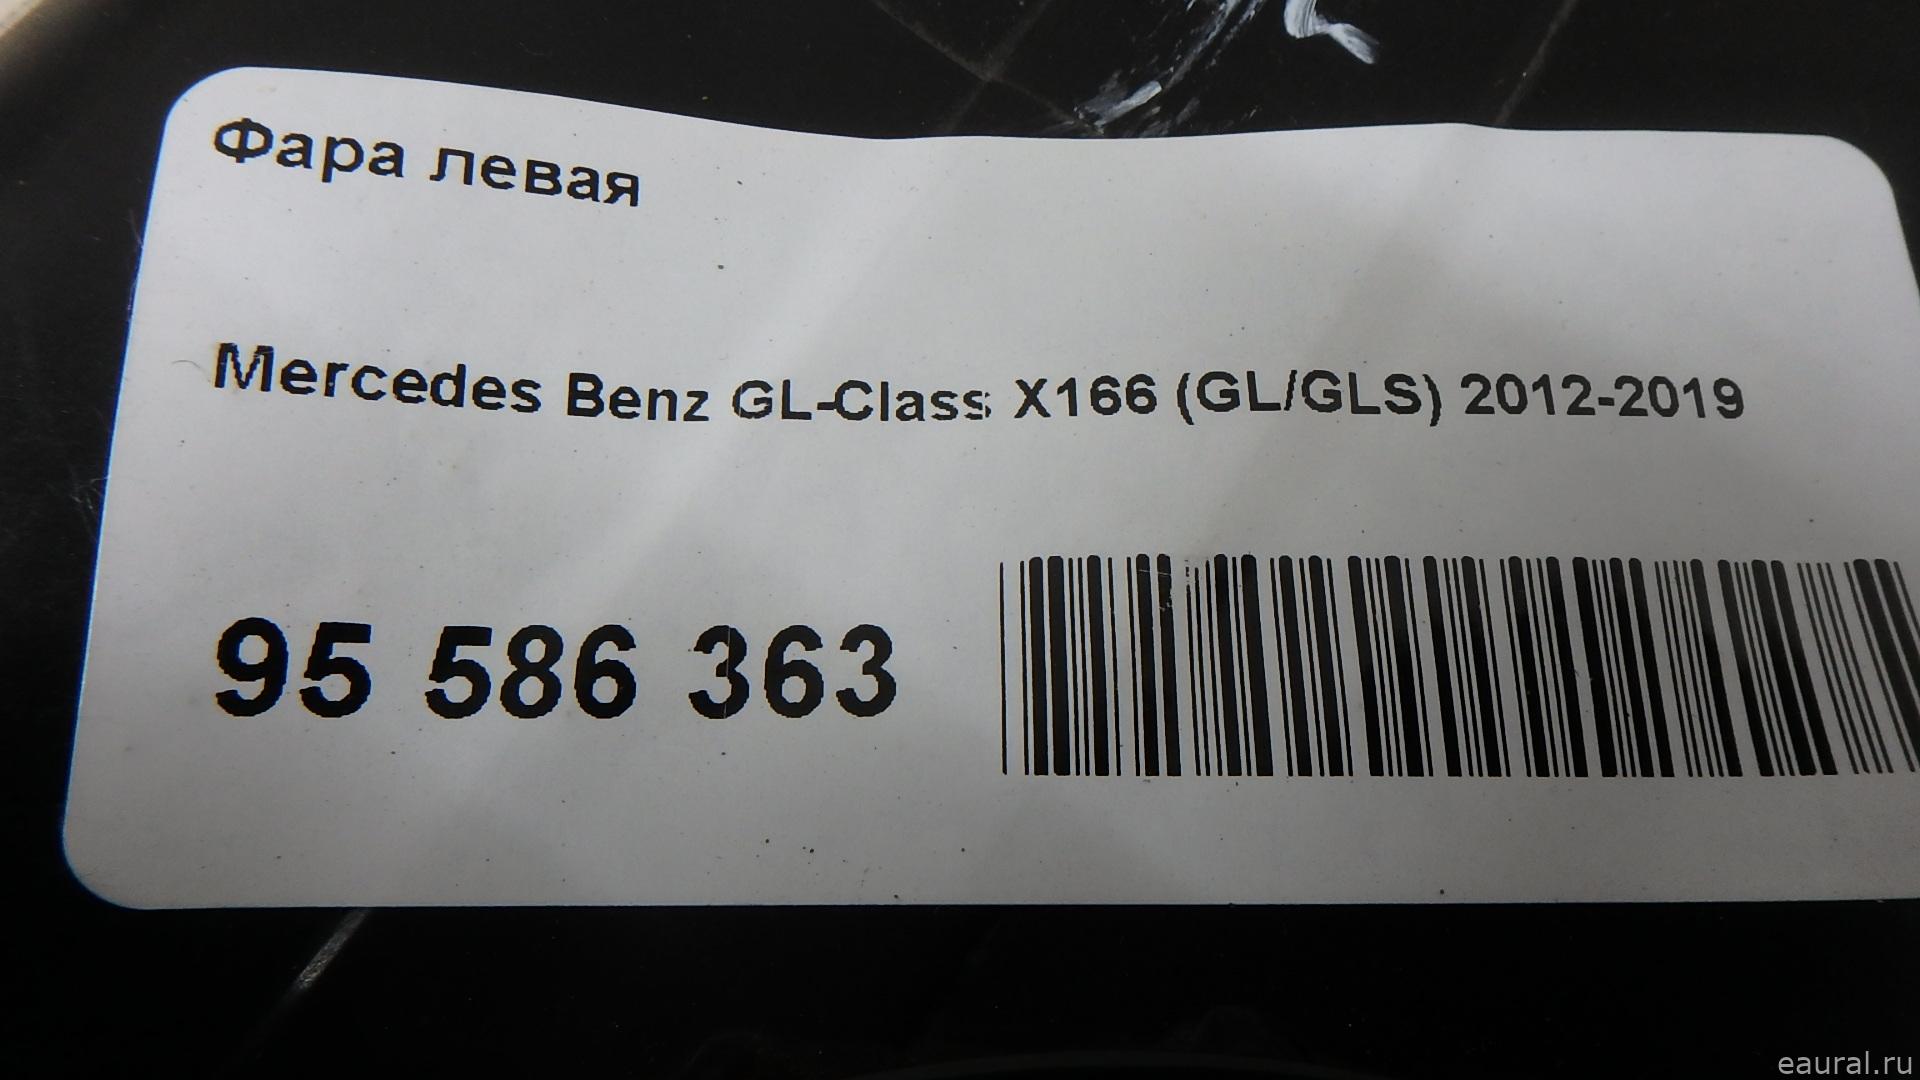 Фара левая
Mercedes Benz GL-Class X166 (GL/GLS) 2012-2019
95 586 363
eaural.ru